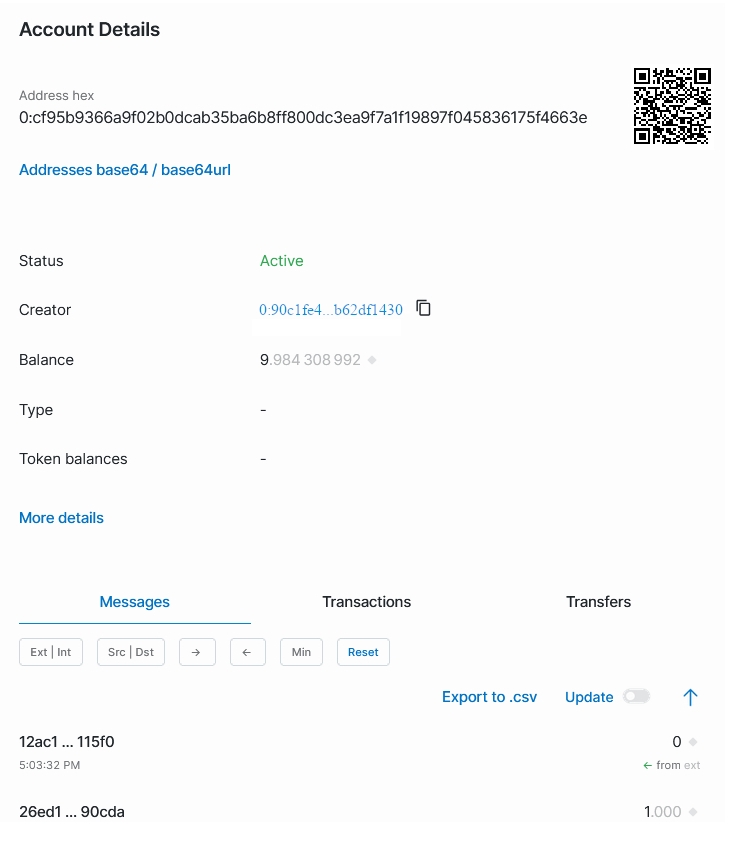 Account Details
Address hex
0:cf95b9366a9f02b0dcab35ba6b8ff800dc3ea9f7a1f19897f045836175f4663e
Addresses base64 / base64url
Status Active
Creator 0:90c1fe4...b62df1430
Balance 9.984 308 992
Type -
Token balances -
More details
Messages Transactions Transfers
Ext | Int Src | Dst → ← Min Reset
Export to .csv Update ↑
12ac1 ... 115f0 0
5:03:32 PM ← from ext
26ed1 ... 90cda 1.000